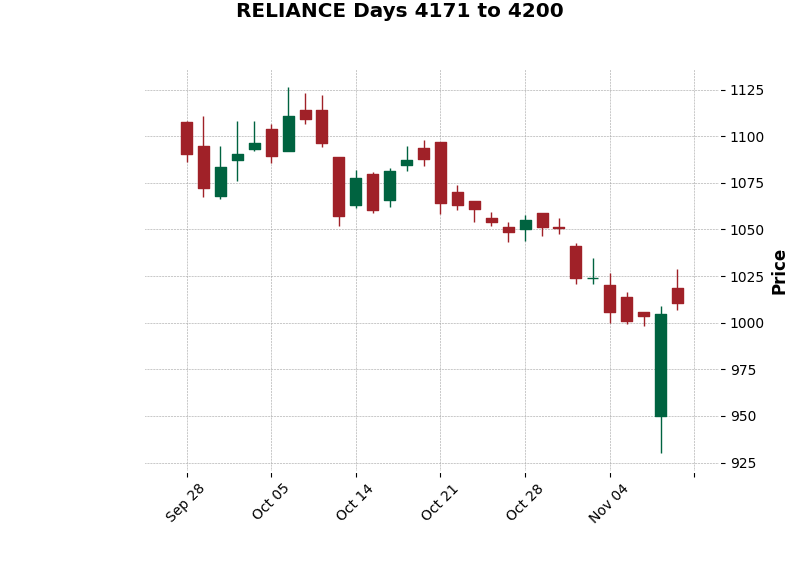 RELIANCE Days 4171 to 4200
1125
1100
1075
1050
1025
1000
975
950
925
Price
Sep 28
Oct 05
Oct 14
Oct 21
Oct 28
Nov 04